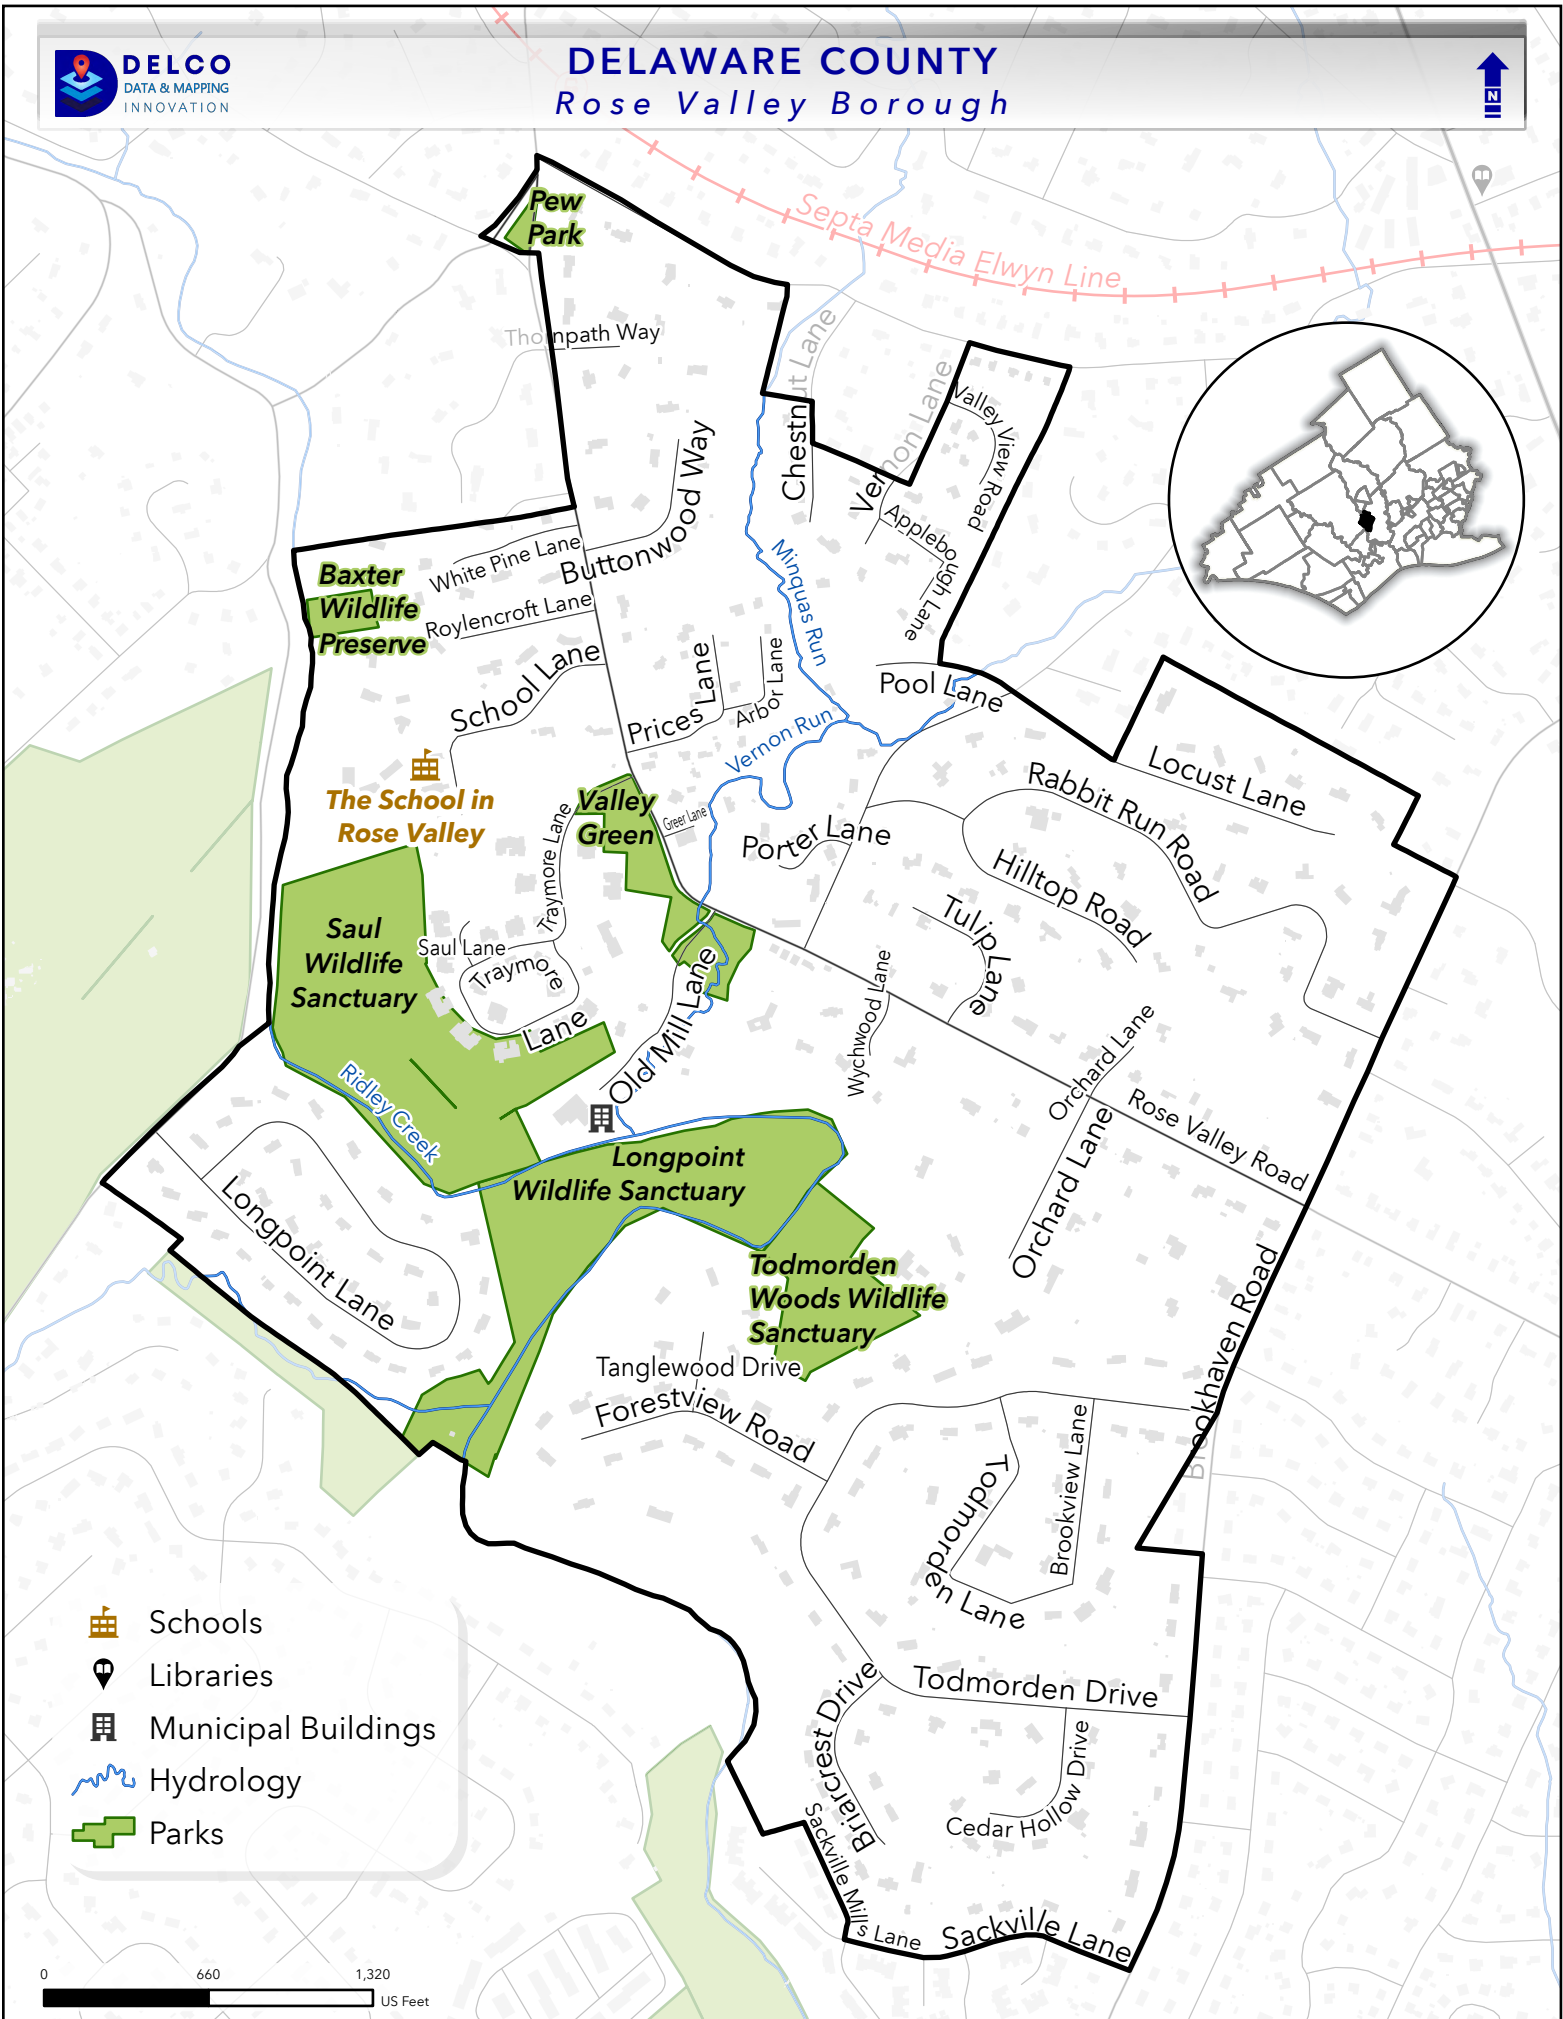 DELCO
DATA & MAPPING
INNOVATION
DELAWARE COUNTY
Rose Valley Borough
N
Septa Media Elwyn Line
Pew
Park
Thornpath Way
Chestnut Lane
Vernon Lane
Valley View Road
Applebough Lane
Buttonwood Way
White Pine Lane
Baxter
Wildlife
Preserve
Roylencroft Lane
Minquas Run
School Lane
Prices Lane
Arbor Lane
Pool Lane
Vernon Run
Locust Lane
Rabbit Run Road
The School in
Rose Valley
Valley
Green
Greer Lane
Traymore Lane
Porter Lane
Hilltop Road
Tulip Lane
Saul
Wildlife
Sanctuary
Saul Lane
Traymore
Lane
Old Mill Lane
Wychwood Lane
Orchard Lane
Orchard Lane
Rose Valley Road
Ridley Creek
Longpoint
Wildlife Sanctuary
Longpoint Lane
Todmorden
Woods Wildlife
Sanctuary
Brookhaven Road
Tanglewood Drive
Forestview Road
Todmorden Lane
Brookview Lane
Todmorden Drive
Briarcrest Drive
Cedar Hollow Drive
Sackville Mills Lane
Sackville Lane
Schools
Libraries
Municipal Buildings
Hydrology
Parks
0 660 1,320
US Feet